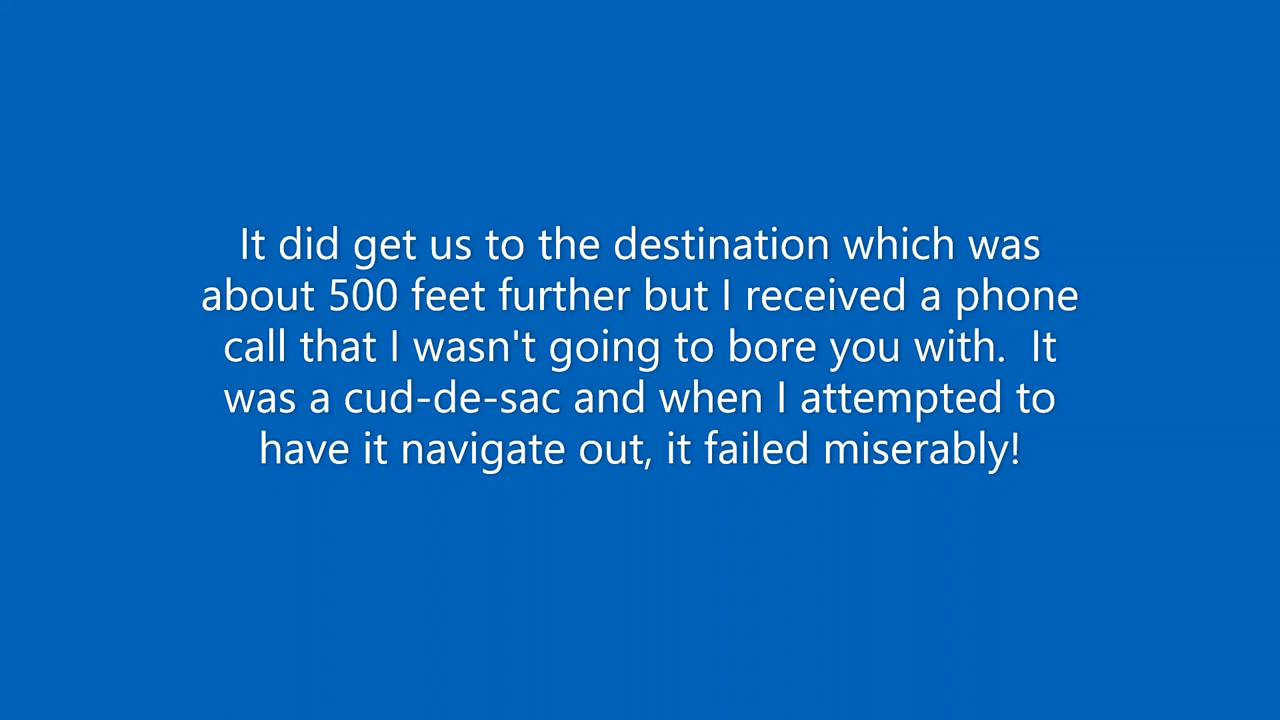 It did get us to the destination which was
about 500 feet further but I received a phone
call that I wasn't going to bore you with.  It
was a cud-de-sac and when I attempted to
have it navigate out, it failed miserably!